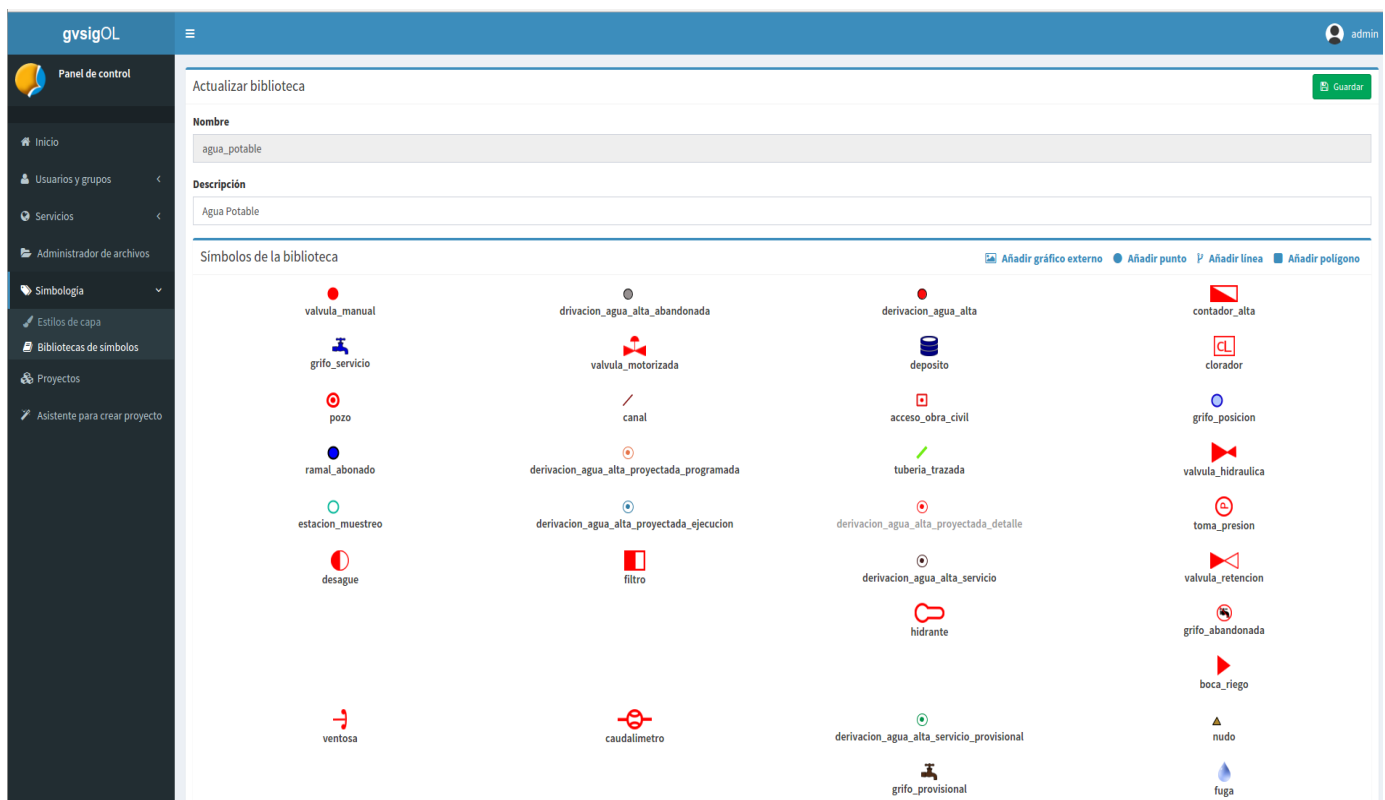 gvsigOL
admin
Panel de control
Inicio
Usuarios y grupos
Servicios
Administrador de archivos
Simbología
Estilos de capa
Bibliotecas de símbolos
Proyectos
Asistente para crear proyecto
Actualizar biblioteca
Guardar
Nombre
agua_potable
Descripción
Agua Potable
Símbolos de la biblioteca
Añadir gráfico externo Añadir punto Añadir línea Añadir polígono
valvula_manual drivacion_agua_alta_abandonada derivacion_agua_alta contador_alta
CL
grifo_servicio valvula_motorizada deposito clorador
pozo canal acceso_obra_civil grifo_posicion
ramal_abonado derivacion_agua_alta_proyectada_programada tuberia_trazada valvula_hidraulica
P
estacion_muestreo derivacion_agua_alta_proyectada_ejecucion derivacion_agua_alta_proyectada_detalle toma_presion
desague filtro derivacion_agua_alta_servicio valvula_retencion
hidrante grifo_abandonada
boca_riego
ventosa caudalimetro derivacion_agua_alta_servicio_provisional nudo
grifo_provisional fuga